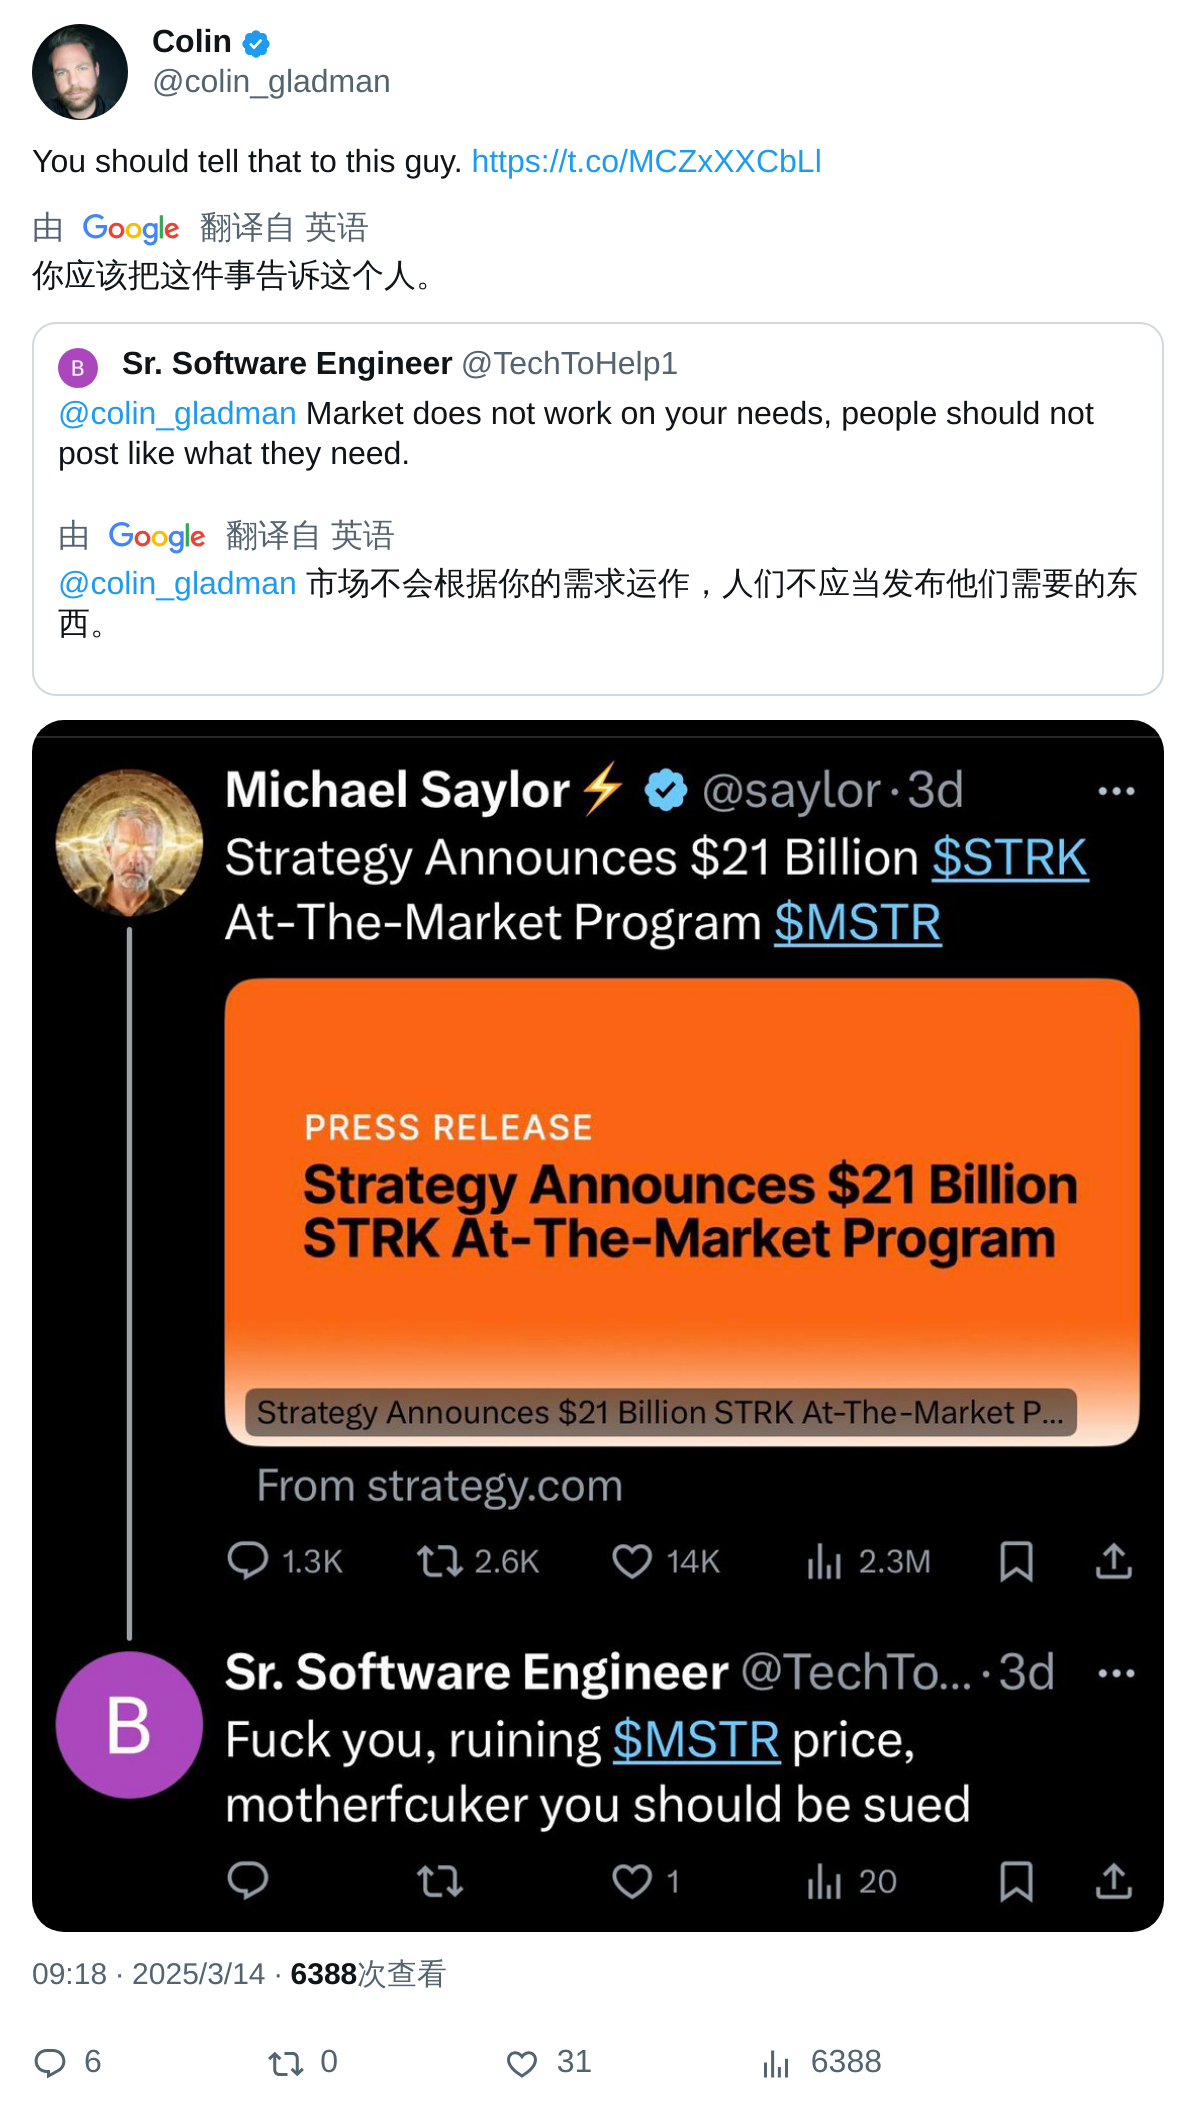 Colin
@colin_gladman
You should tell that to this guy. https://t.co/MCZxXXCbLl
由 Google 翻译自 英语
你应该把这件事告诉这个人。
B Sr. Software Engineer @TechToHelp1
@colin_gladman Market does not work on your needs, people should not
post like what they need.
由 Google 翻译自 英语
@colin_gladman 市场不会根据你的需求运作，人们不应当发布他们需要的东
西。
Michael Saylor⚡ @saylor · 3d
Strategy Announces $21 Billion $STRK
At-The-Market Program $MSTR
PRESS RELEASE
Strategy Announces $21 Billion
STRK At-The-Market Program
Strategy Announces $21 Billion STRK At-The-Market P...
From strategy.com
1.3K 2.6K 14K 2.3M
B Sr. Software Engineer @TechTo... · 3d
Fuck you, ruining $MSTR price,
motherfcuker you should be sued
1 20
09:18 · 2025/3/14 · 6388次查看
6 0 31 6388